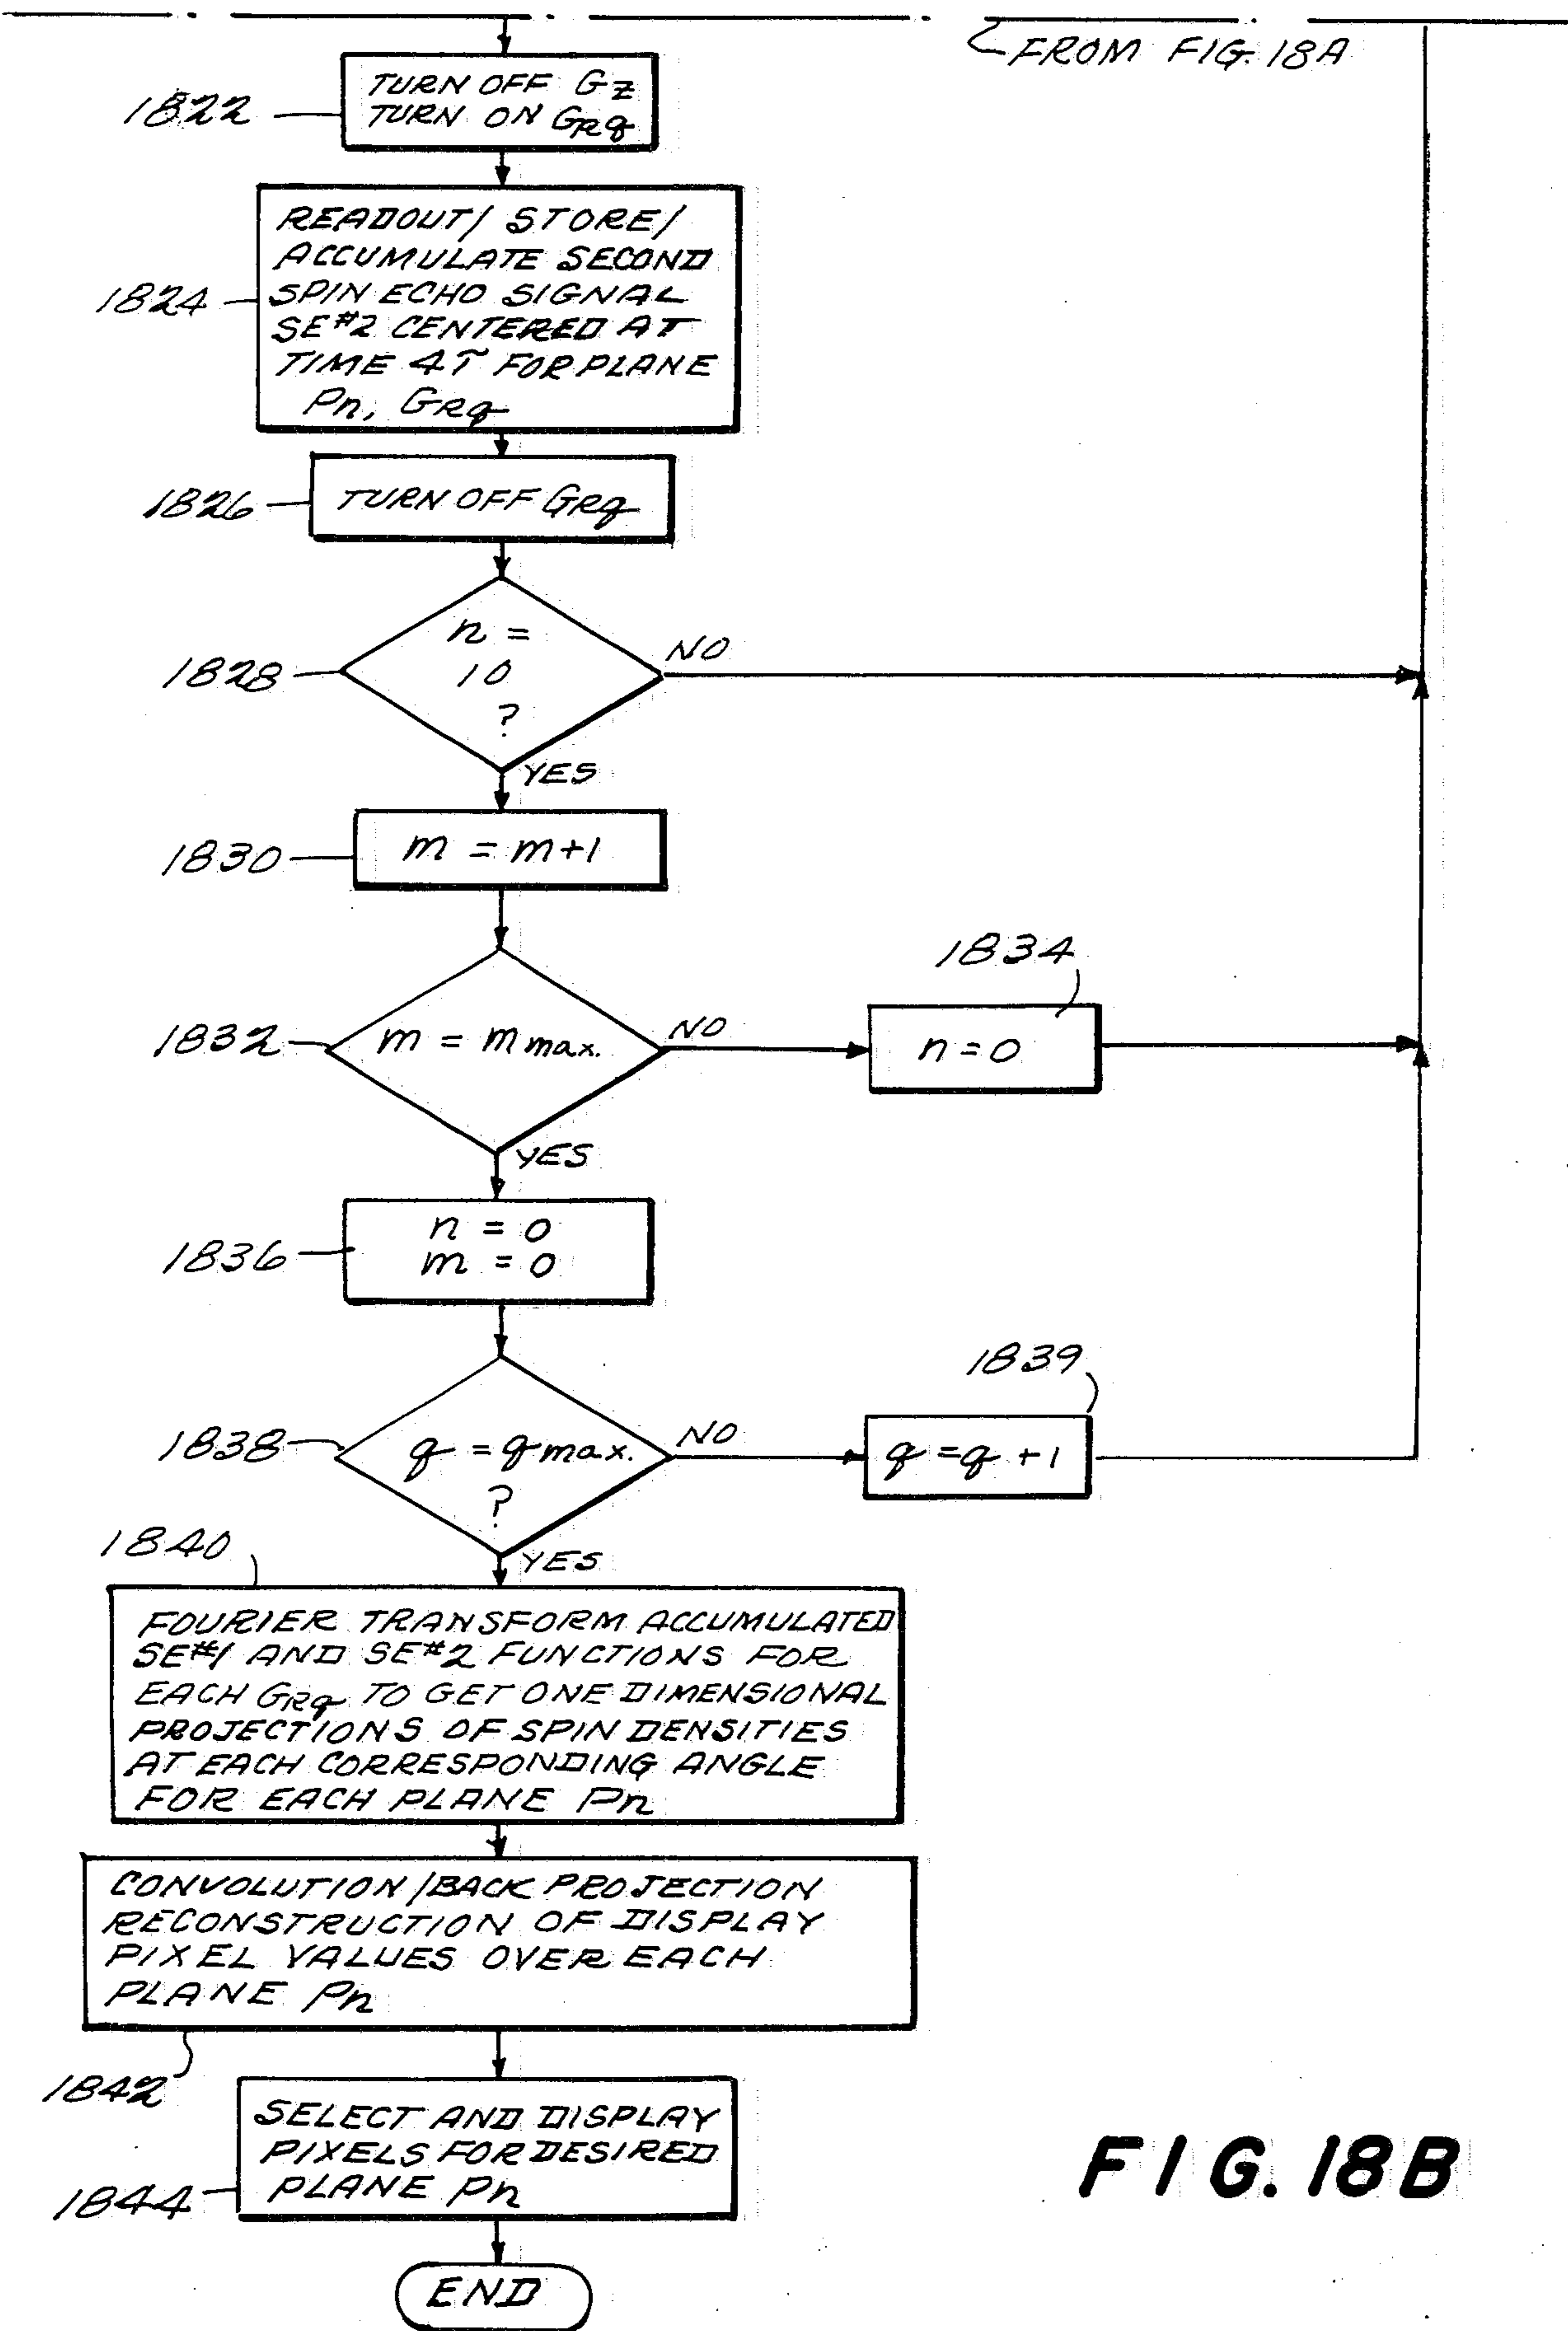 FROM FIG. 18A
1822
TURN OFF Gz
TURN ON GRq
1824
READOUT/ STORE/
ACCUMULATE SECOND
SPIN ECHO SIGNAL
SE#2 CENTERED AT
TIME 4τ FOR PLANE
Pn, GRq
1826
TURN OFF GRq
1828
n =
10
?
NO
YES
1830
m = m+1
1832
m = m max.
NO
1834
n = 0
YES
1836
n = 0
m = 0
1838
q = q max.
?
NO
1839
q = q +1
YES
1840
FOURIER TRANSFORM ACCUMULATED
SE#1 AND SE#2 FUNCTIONS FOR
EACH GRq TO GET ONE DIMENSIONAL
PROJECTIONS OF SPIN DENSITIES
AT EACH CORRESPONDING ANGLE
FOR EACH PLANE Pn
CONVOLUTION/BACK PROJECTION
RECONSTRUCTION OF DISPLAY
PIXEL VALUES OVER EACH
PLANE Pn
1842
SELECT AND DISPLAY
PIXELS FOR DESIRED
PLANE Pn
1844
END
FIG. 18B